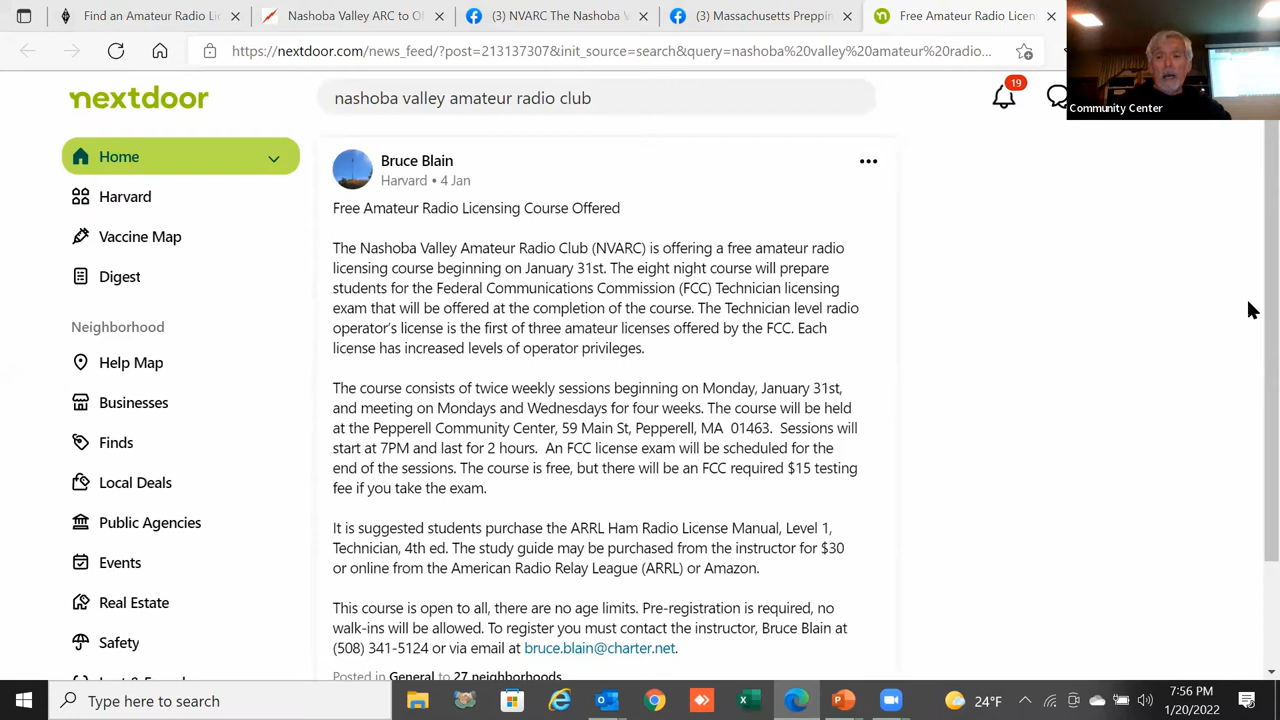 Find an Amateur Radio Li
Nashoba Valley ARC to O
(3) NVARC The Nashoba V
(3) Massachusetts Preppi
Free Amateur Radio Licen
https://nextdoor.com/news_feed/?post=213137307&init_source=search&query=nashoba%20valley%20amateur%20radio...
Community Center
nextdoor
nashoba valley amateur radio club
19
Home
Harvard
Vaccine Map
Digest
Neighborhood
Help Map
Businesses
Finds
Local Deals
Public Agencies
Events
Real Estate
Safety
Bruce Blain
Harvard • 4 Jan
Free Amateur Radio Licensing Course Offered
The Nashoba Valley Amateur Radio Club (NVARC) is offering a free amateur radio
licensing course beginning on January 31st. The eight night course will prepare
students for the Federal Communications Commission (FCC) Technician licensing
exam that will be offered at the completion of the course. The Technician level radio
operator's license is the first of three amateur licenses offered by the FCC. Each
license has increased levels of operator privileges.
The course consists of twice weekly sessions beginning on Monday, January 31st,
and meeting on Mondays and Wednesdays for four weeks. The course will be held
at the Pepperell Community Center, 59 Main St, Pepperell, MA 01463. Sessions will
start at 7PM and last for 2 hours. An FCC license exam will be scheduled for the
end of the sessions. The course is free, but there will be an FCC required $15 testing
fee if you take the exam.
It is suggested students purchase the ARRL Ham Radio License Manual, Level 1,
Technician, 4th ed. The study guide may be purchased from the instructor for $30
or online from the American Radio Relay League (ARRL) or Amazon.
This course is open to all, there are no age limits. Pre-registration is required, no
walk-ins will be allowed. To register you must contact the instructor, Bruce Blain at
(508) 341-5124 or via email at bruce.blain@charter.net.
Posted in General to 27 neighborhoods
Type here to search
24°F
7:56 PM
1/20/2022